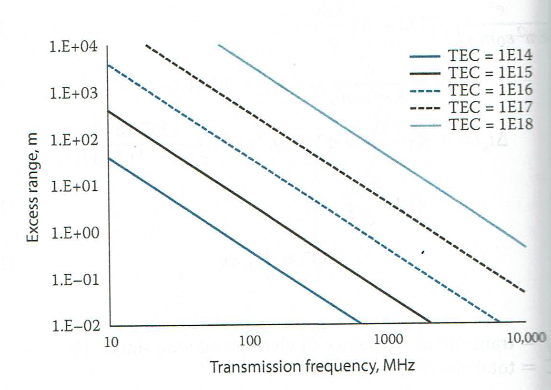 1.E+04
1.E+03
1.E+02
1.E+01
1.E+00
1.E−01
1.E−02
Excess range, m
TEC = 1E14
TEC = 1E15
TEC = 1E16
TEC = 1E17
TEC = 1E18
10
100
1000
10,000
Transmission frequency, MHz